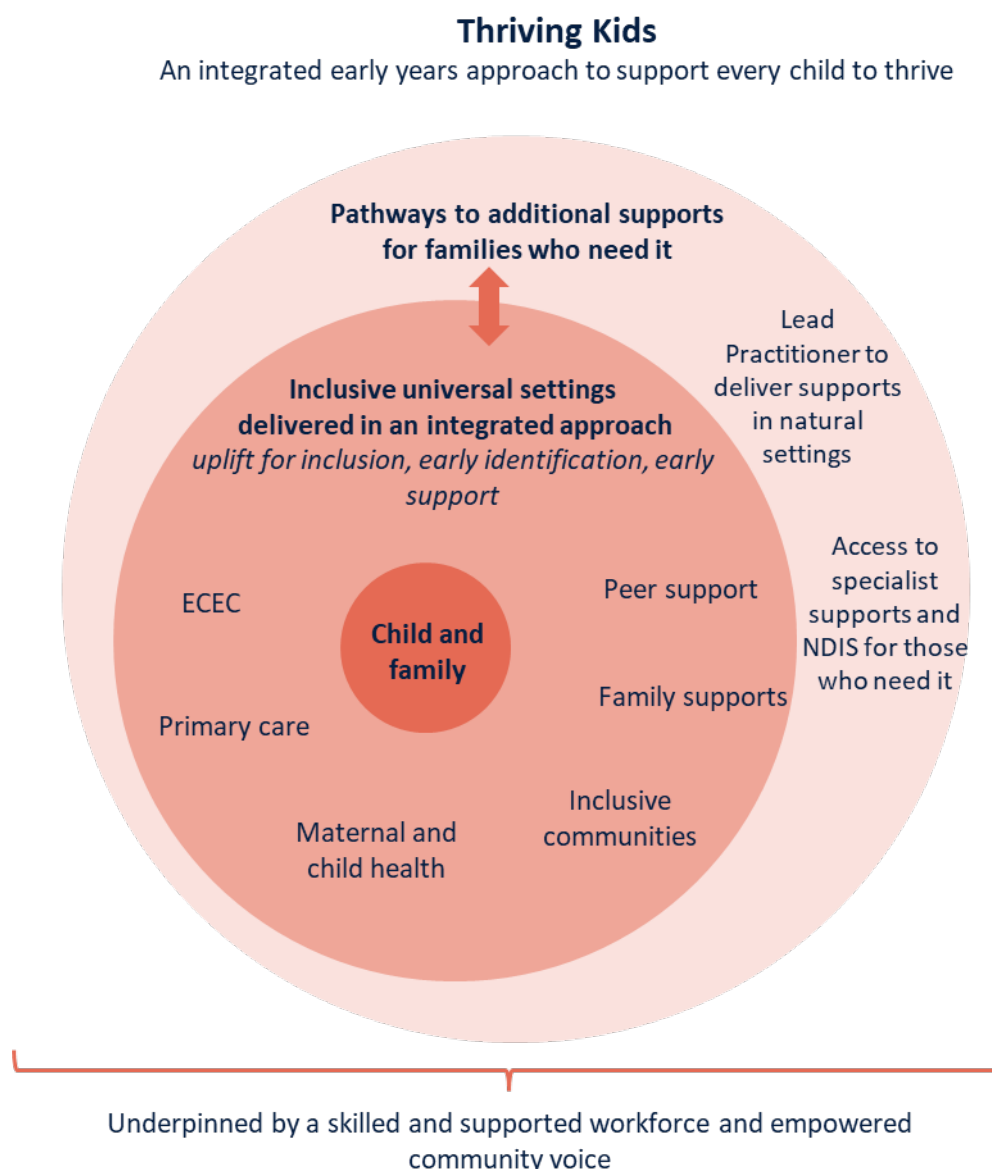 Thriving Kids
An integrated early years approach to support every child to thrive
Pathways to additional supports
for families who need it
Lead
Practitioner to
deliver supports
in natural
settings
Inclusive universal settings
delivered in an integrated approach
uplift for inclusion, early identification, early
support
Access to
specialist
supports and
NDIS for those
who need it
ECEC
Peer support
Child and
family
Family supports
Primary care
Inclusive
communities
Maternal and
child health
Underpinned by a skilled and supported workforce and empowered
community voice